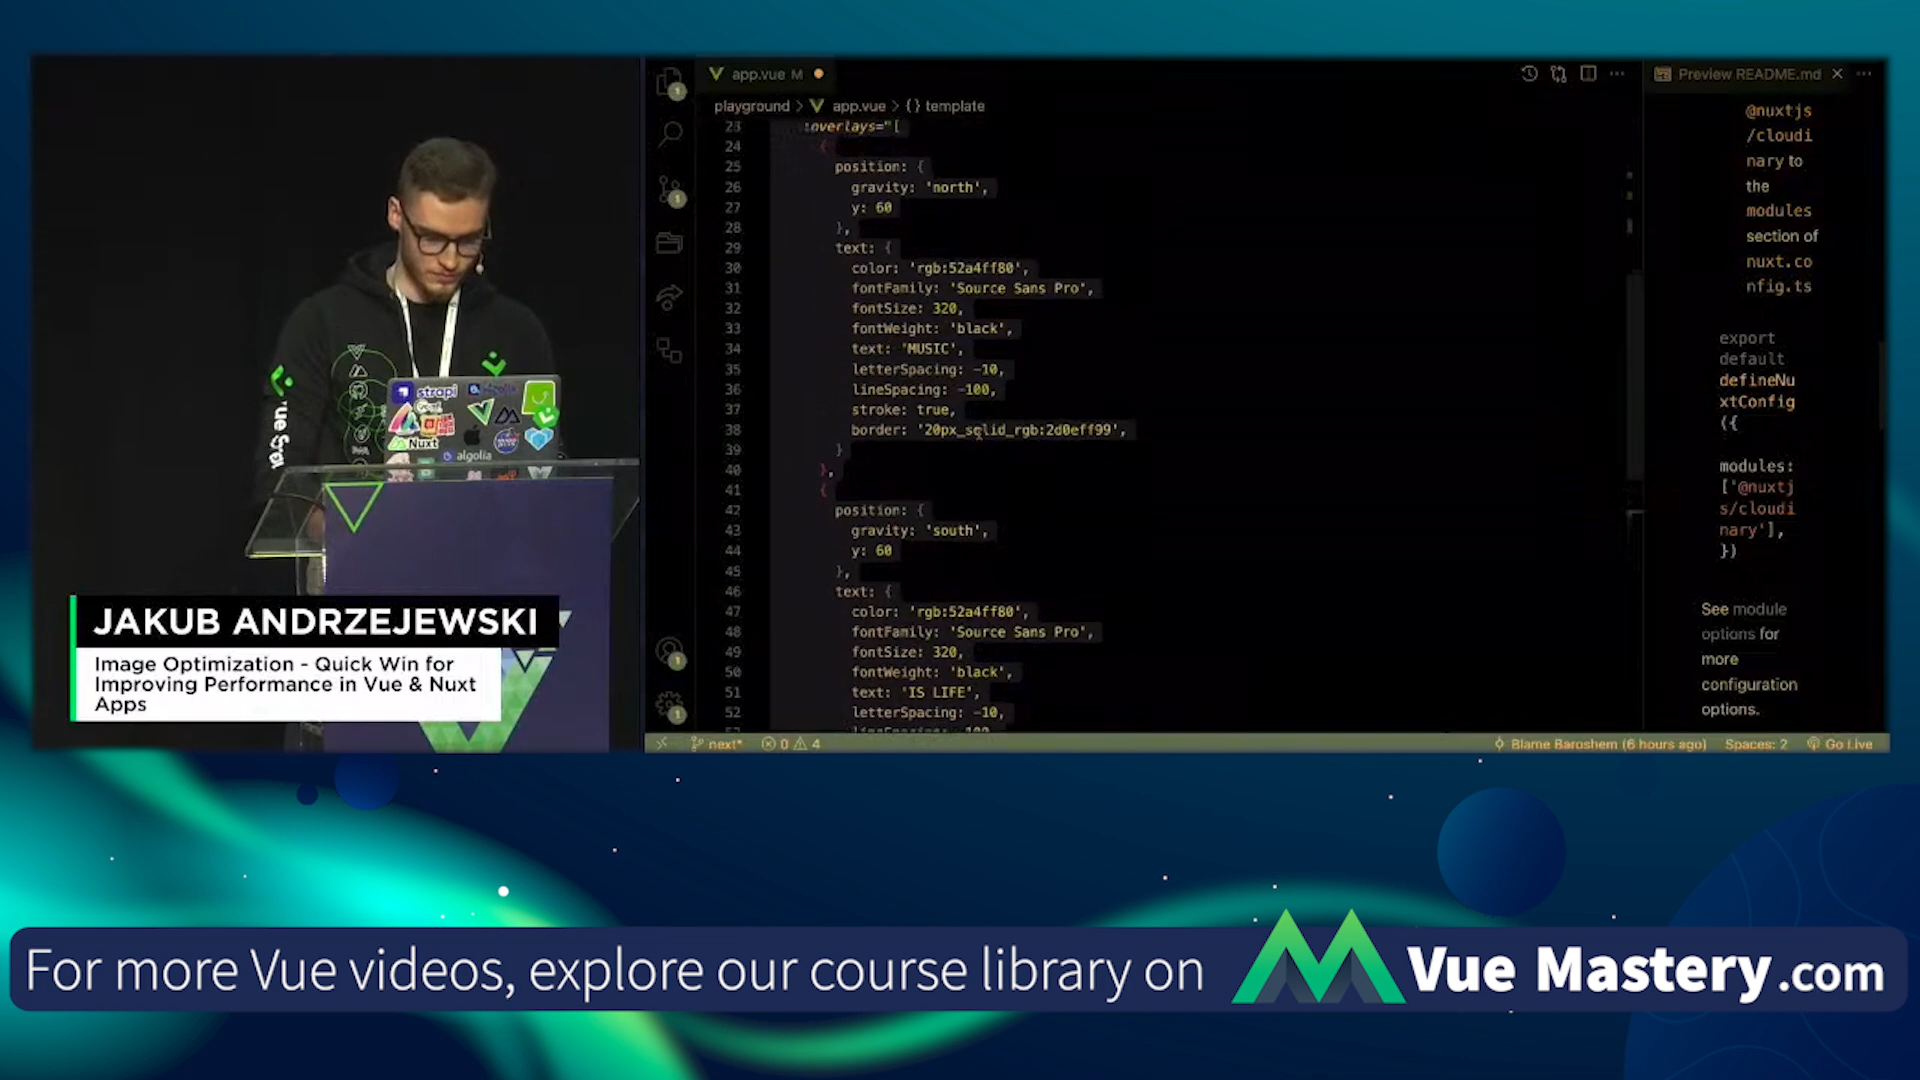 app.vue M
Preview README.md
playground > app.vue > {} template
23 :overlays="[
24 {
25 position: {
26 gravity: 'north',
27 y: 60
28 },
29 text: {
30 color: 'rgb:52a4ff80',
31 fontFamily: 'Source Sans Pro',
32 fontSize: 320,
33 fontWeight: 'black',
34 text: 'MUSIC',
35 letterSpacing: -10,
36 lineSpacing: -100,
37 stroke: true,
38 border: '20px_solid_rgb:2d0eff99',
39 }
40 },
41 {
42 position: {
43 gravity: 'south',
44 y: 60
45 },
46 text: {
47 color: 'rgb:52a4ff80',
48 fontFamily: 'Source Sans Pro',
49 fontSize: 320,
50 fontWeight: 'black',
51 text: 'IS LIFE',
52 letterSpacing: -10,
@nuxtjs
/cloudi
nary to
the
modules
section of
nuxt.co
nfig.ts
export
default
defineNu
xtConfig
({
modules:
['@nuxtj
s/cloudi
nary'],
})
See module
options for
more
configuration
options.
next* 0 4
Blame Baroshem (6 hours ago) Spaces: 2 Go Live
strapi
Nuxt
algolia
JAKUB ANDRZEJEWSKI
Image Optimization - Quick Win for
Improving Performance in Vue & Nuxt
Apps
For more Vue videos, explore our course library on Vue Mastery.com